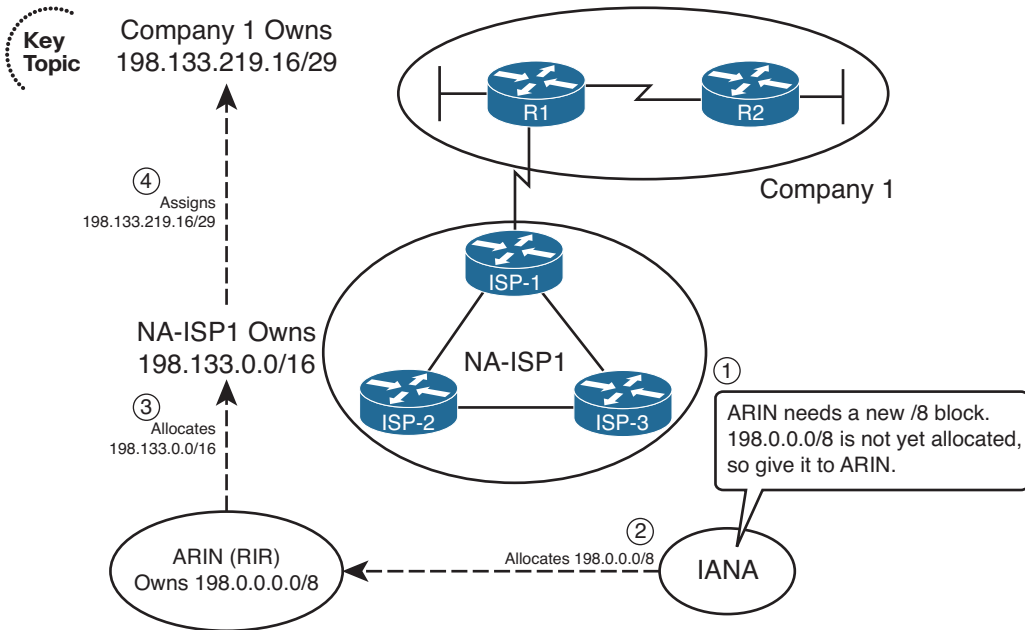 Key
Topic
Company 1 Owns
198.133.219.16/29
R1
R2
Company 1
④
Assigns
198.133.219.16/29
ISP-1
NA-ISP1 Owns
198.133.0.0/16
NA-ISP1
ISP-2
ISP-3
①
ARIN needs a new /8 block.
198.0.0.0/8 is not yet allocated,
so give it to ARIN.
③
Allocates
198.133.0.0/16
②
Allocates 198.0.0.0/8
ARIN (RIR)
Owns 198.0.0.0.0/8
IANA